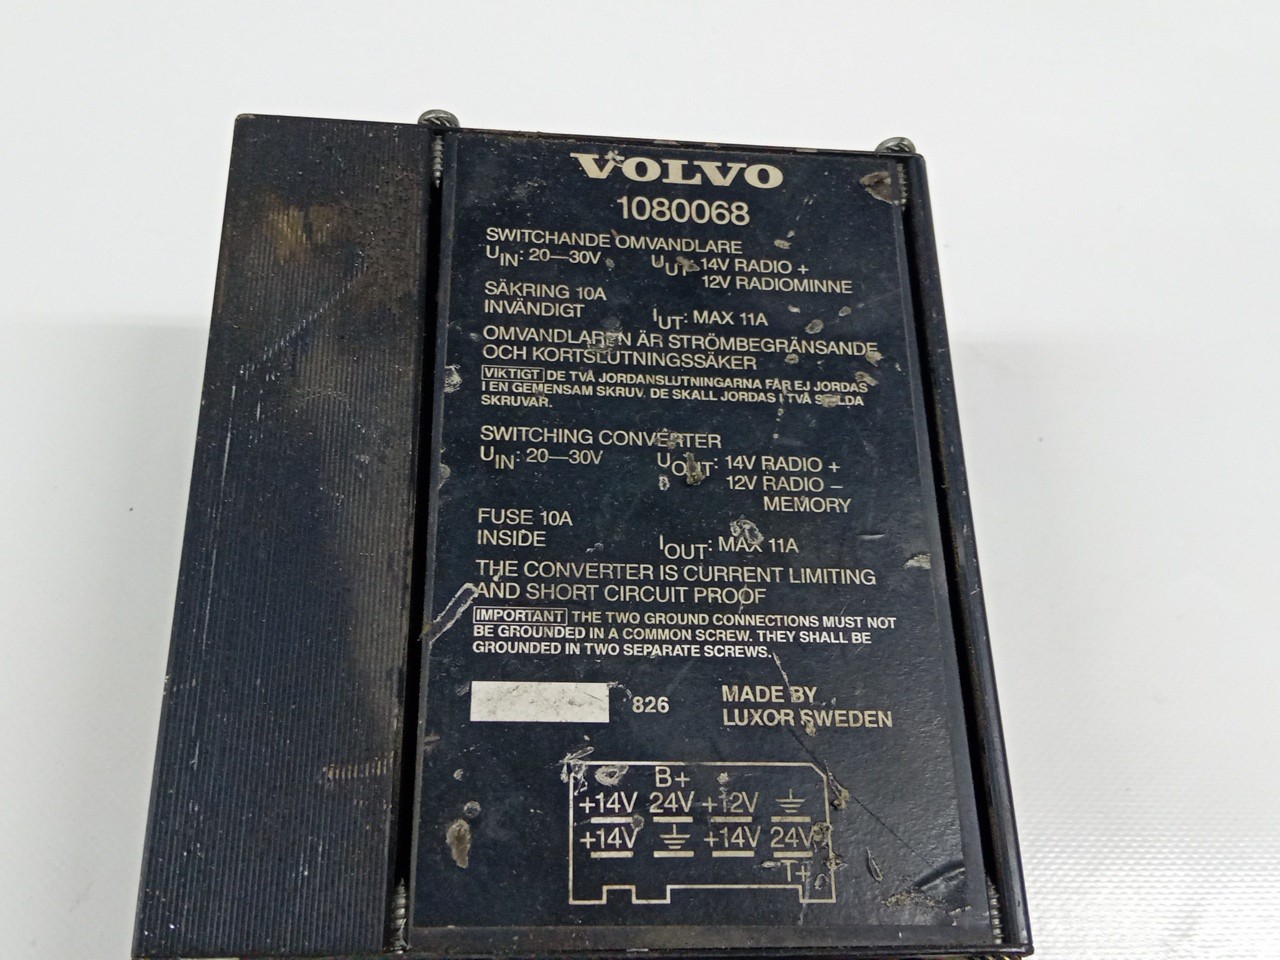 VOLVO
1080068
SWITCHANDE OMVANDLARE
UIN: 20—30V UUT: 14V RADIO +
12V RADIOMINNE
SÄKRING 10A
INVÄNDIGT IUT: MAX 11A
OMVANDLAREN ÄR STRÖMBEGRÄNSANDE
OCH KORTSLUTNINGSSÄKER
VIKTIGT DE TVÅ JORDANSLUTNINGARNA FÅR EJ JORDAS
I EN GEMENSAM SKRUV. DE SKALL JORDAS I TVÅ SKILDA
SKRUVAR.
SWITCHING CONVERTER
UIN: 20—30V UOUT: 14V RADIO +
12V RADIO –
MEMORY
FUSE 10A
INSIDE IOUT: MAX 11A
THE CONVERTER IS CURRENT LIMITING
AND SHORT CIRCUIT PROOF
IMPORTANT THE TWO GROUND CONNECTIONS MUST NOT
BE GROUNDED IN A COMMON SCREW. THEY SHALL BE
GROUNDED IN TWO SEPARATE SCREWS.
826 MADE BY
LUXOR SWEDEN
B+
+14V 24V +12V
+14V +14V 24V
T+